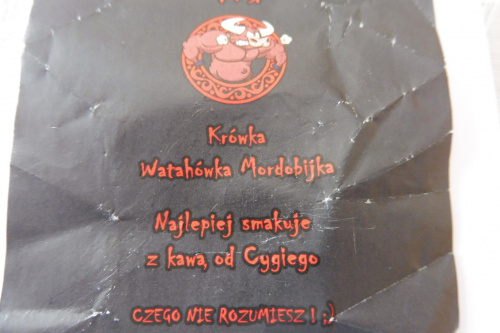 Krówka
Watahówka Mordobijka
Najlepiej smakuje
z kawą od Cygiego
CZEGO NIE ROZUMIESZ ! ;)